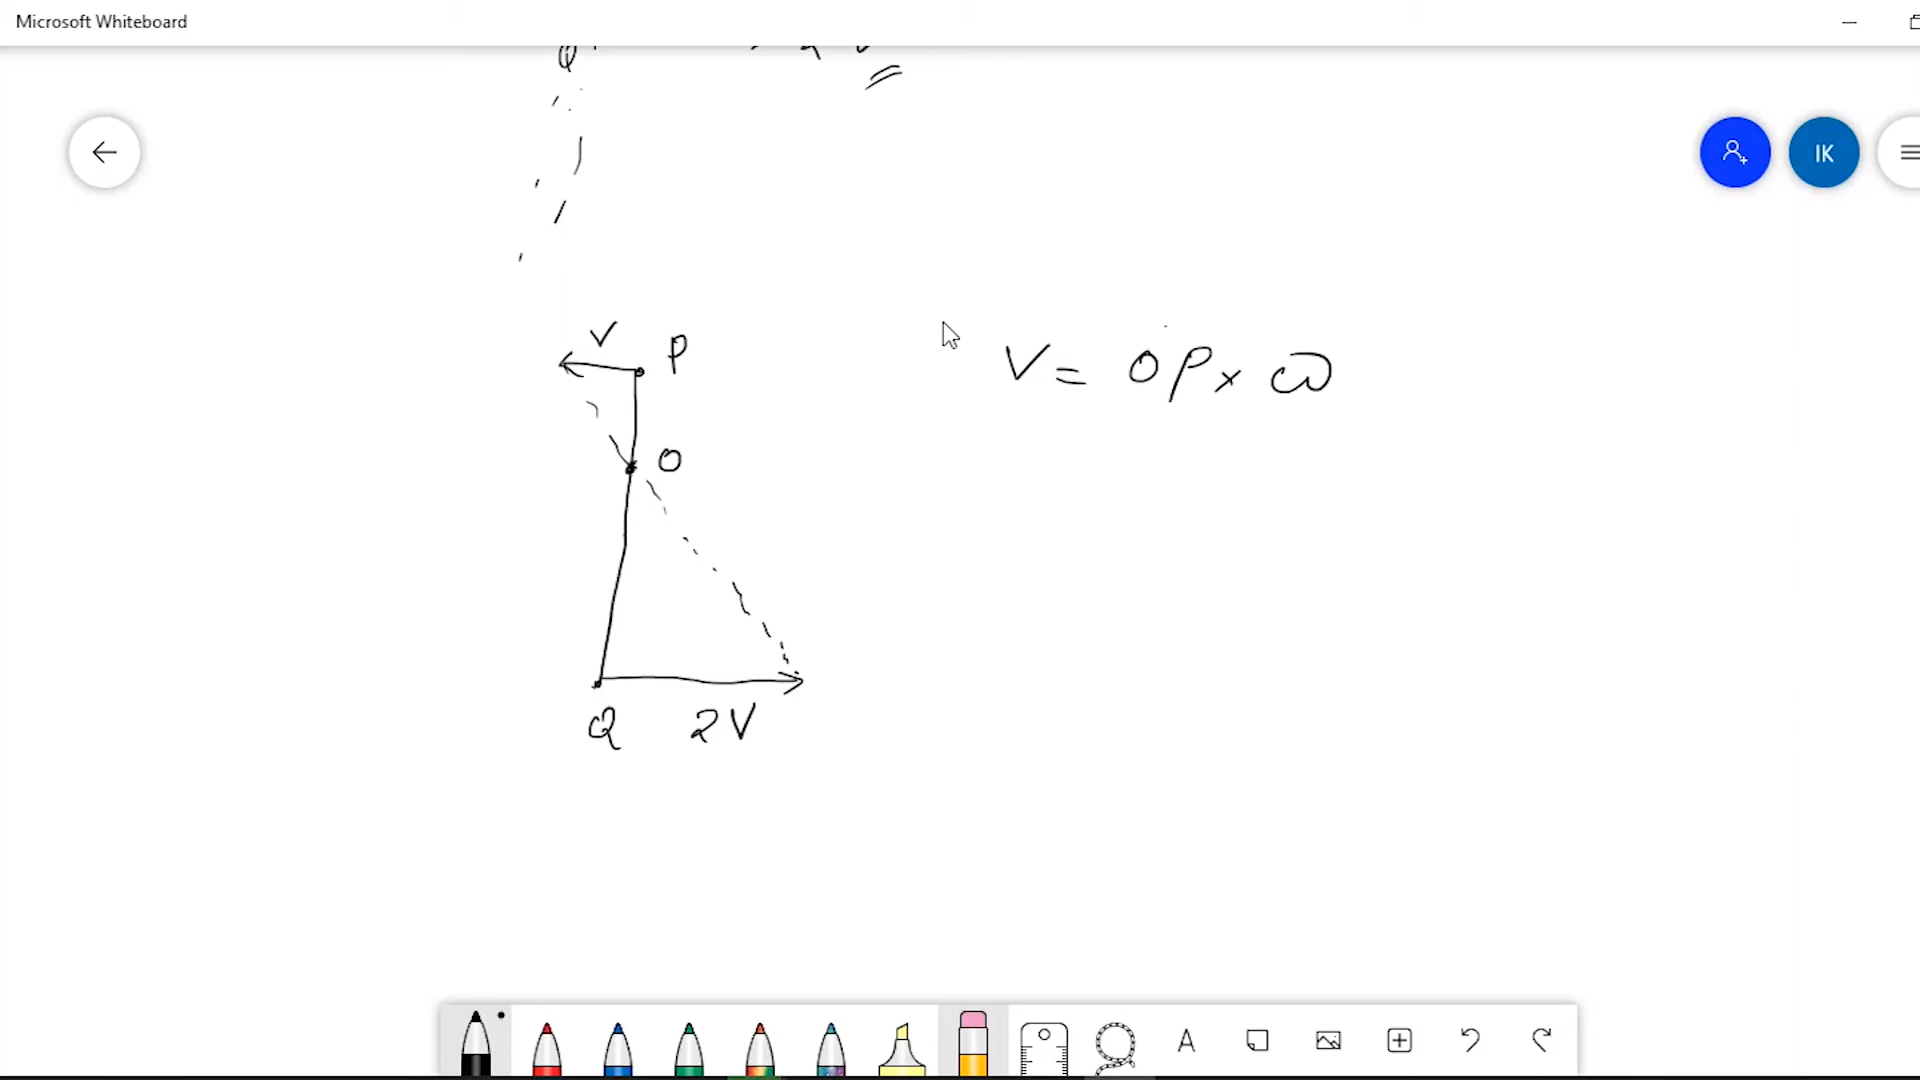 Microsoft Whiteboard
IK
V
P
V = OP × ω
O
Q 2V
A